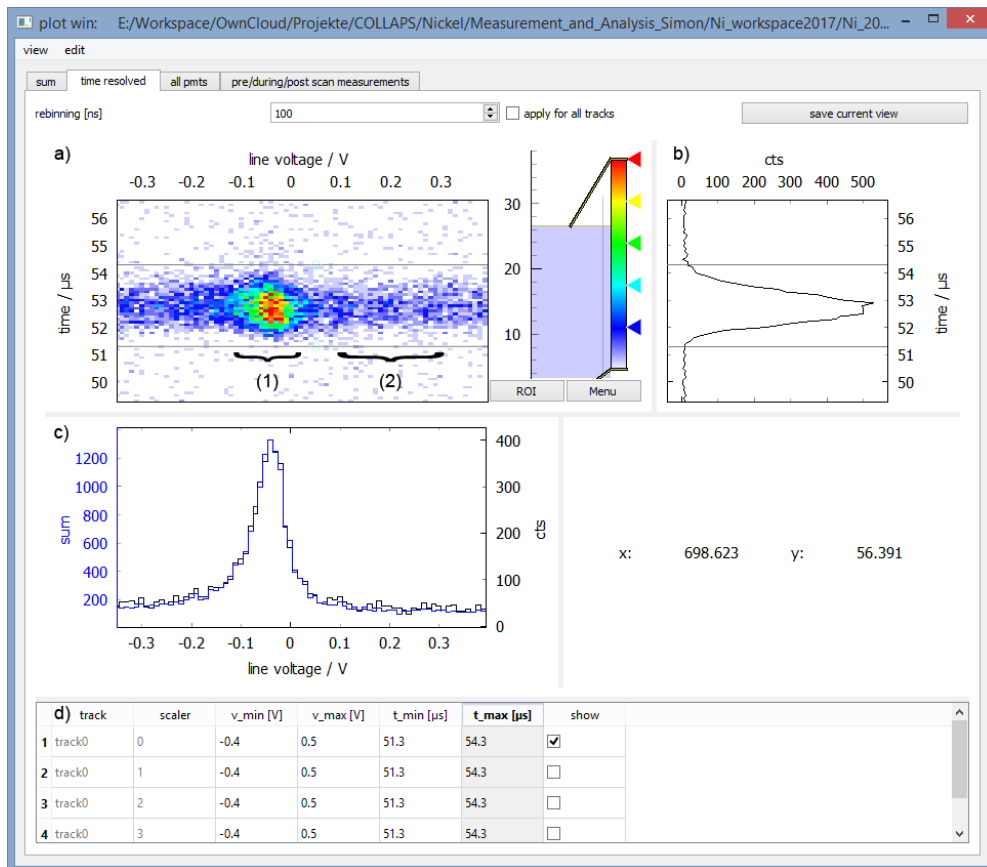 plot win: E:/Workspace/OwnCloud/Projekte/COLLAPS/Nickel/Measurement_and_Analysis_Simon/Ni_workspace2017/Ni_20...
view edit
sum time resolved all pmts pre/during/post scan measurements
rebinning [ns] 100 apply for all tracks save current view
a)
line voltage / V
-0.3 -0.2 -0.1 0 0.1 0.2 0.3
time / µs
56
55
54
53
52
51
50
(1) (2)
30
20
10
ROI Menu
b)
cts
0 100 200 300 400 500
56
55
54
53
52
51
50
time / µs
c)
sum
1200
1000
800
600
400
200
400
300
200
100
0
cts
-0.3 -0.2 -0.1 0 0.1 0.2 0.3
line voltage / V
x: 698.623 y: 56.391
d) track scaler v_min [V] v_max [V] t_min [µs] t_max [µs] show
1 track0 0 -0.4 0.5 51.3 54.3
2 track0 1 -0.4 0.5 51.3 54.3
3 track0 2 -0.4 0.5 51.3 54.3
4 track0 3 -0.4 0.5 51.3 54.3